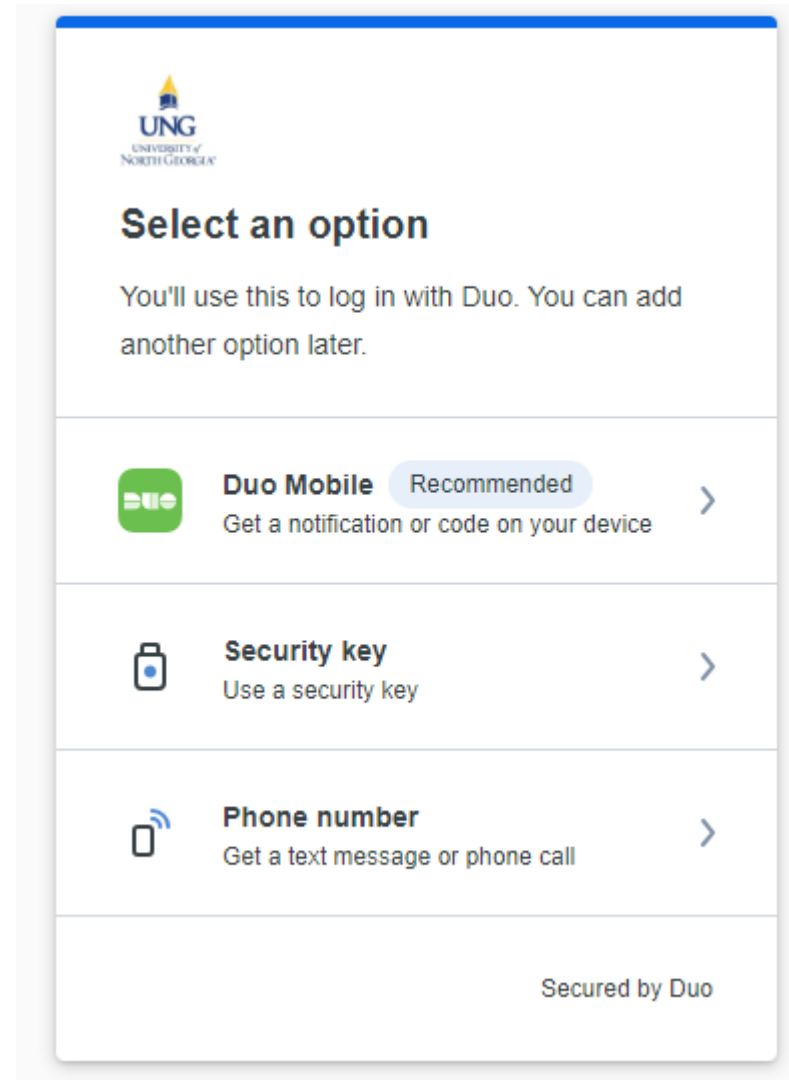 UNG
UNIVERSITY of
NORTH GEORGIA
Select an option
You'll use this to log in with Duo. You can add
another option later.
DUO
Duo Mobile Recommended
Get a notification or code on your device
Security key
Use a security key
Phone number
Get a text message or phone call
Secured by Duo